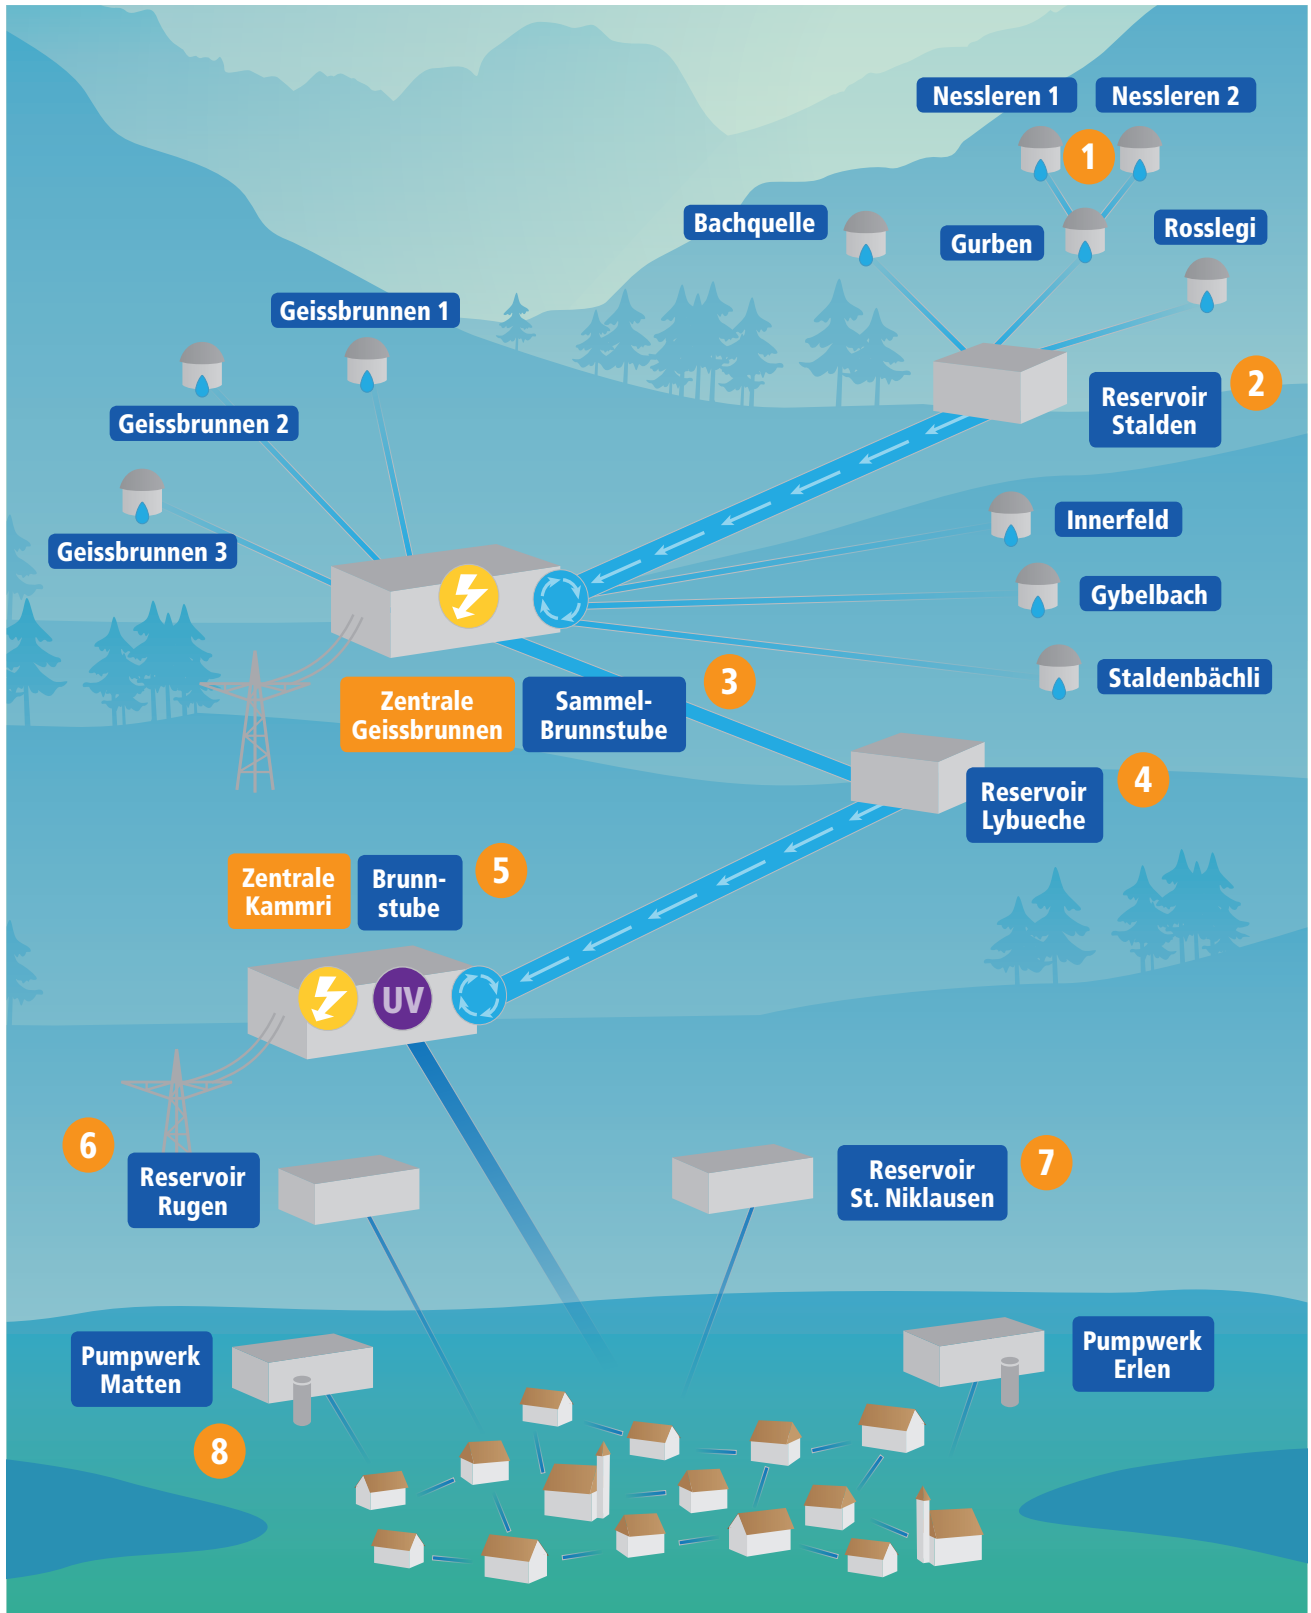 Nessleren 1
Nessleren 2
1
Bachquelle
Gurben
Rosslegi
Geissbrunnen 1
Geissbrunnen 2
Geissbrunnen 3
Reservoir
Stalden
2
Innerfeld
Gybelbach
Staldenbächli
Zentrale
Geissbrunnen
Sammel-
Brunnstube
3
Reservoir
Lybueche
4
Zentrale
Kammri
Brunn-
stube
5
UV
6
Reservoir
Rugen
Reservoir
St. Niklausen
7
Pumpwerk
Matten
8
Pumpwerk
Erlen